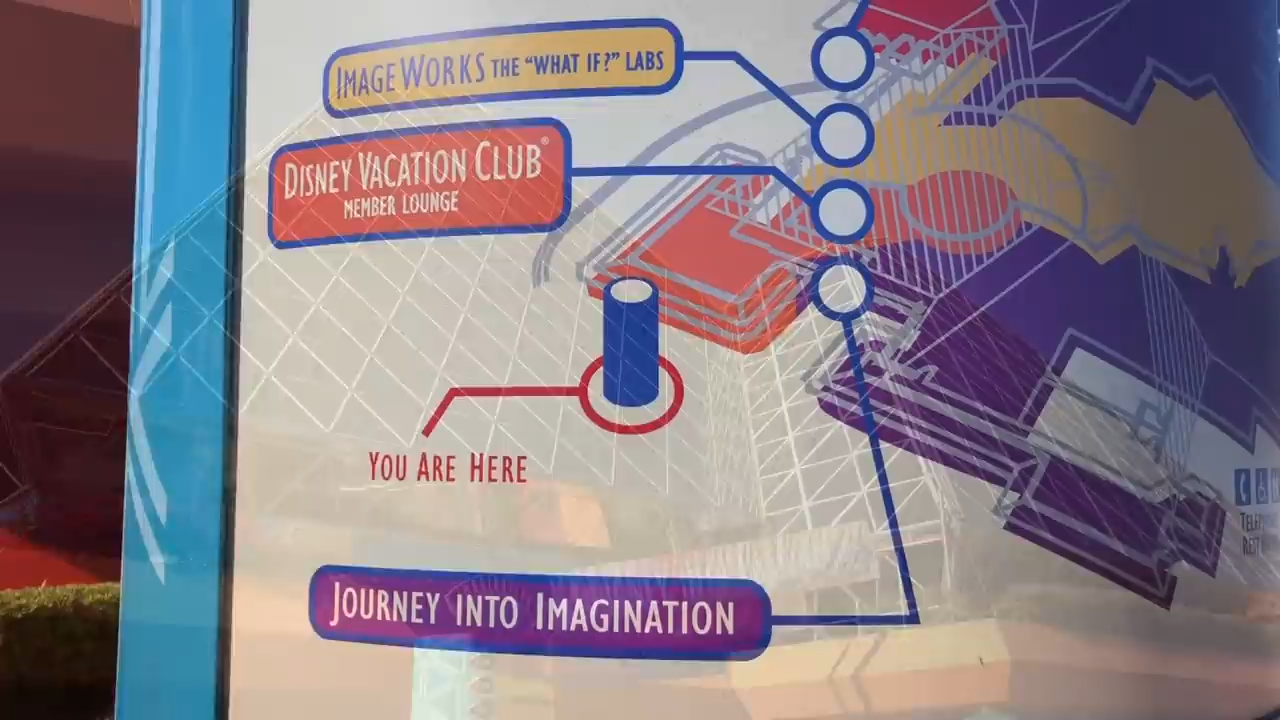 IMAGEWORKS THE “WHAT IF?” LABS
DISNEY VACATION CLUB®
MEMBER LOUNGE
YOU ARE HERE
JOURNEY INTO IMAGINATION